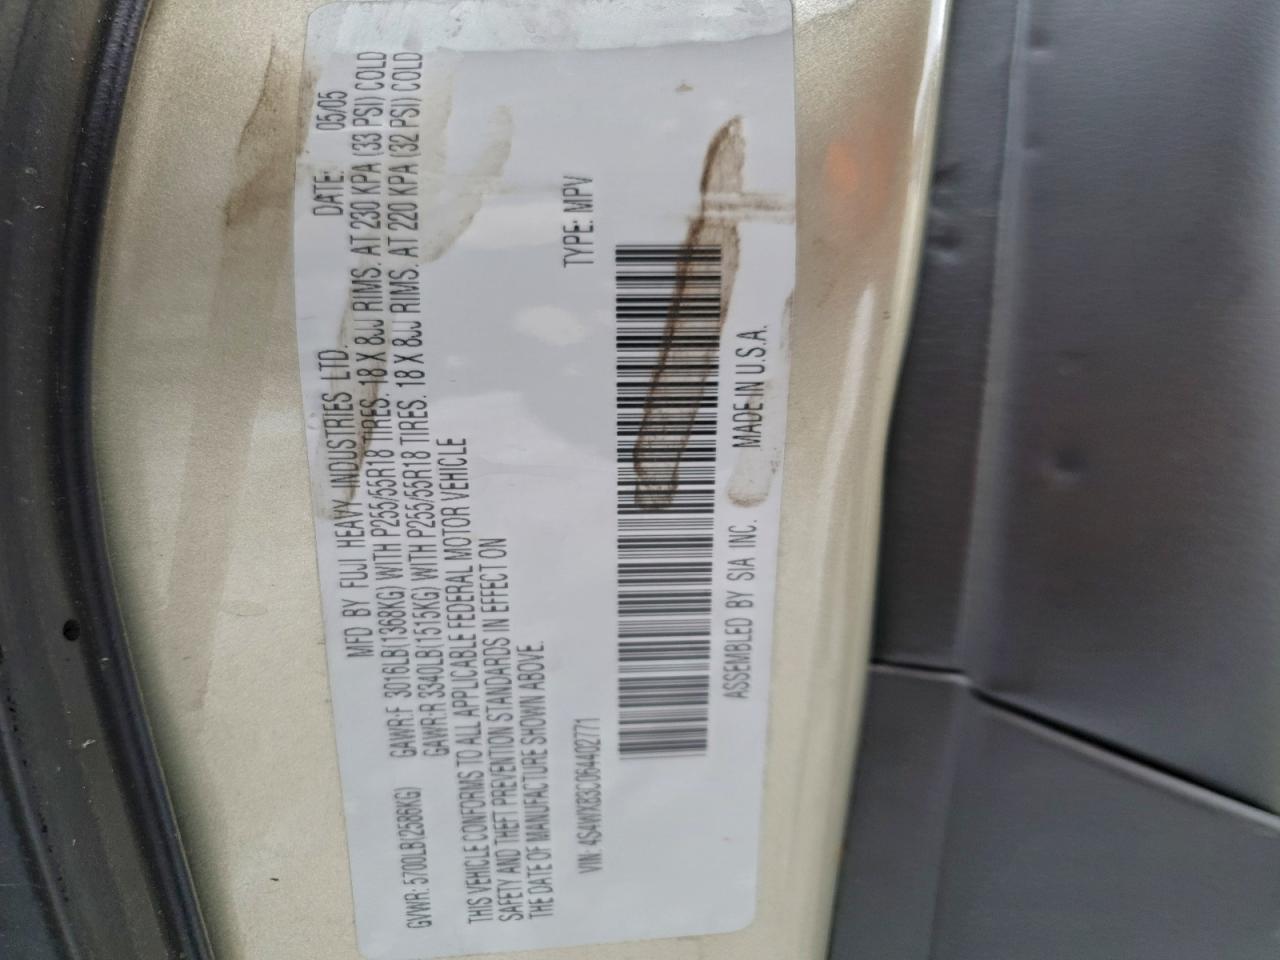 MFD BY FUJI HEAVY INDUSTRIES LTD. DATE: 05/05
GVWR: 5700LB(2586KG) GAWR:F 3016LB(1368KG) WITH P255/55R18 TIRES. 18 X 8JJ RIMS. AT 230 KPA (33 PSI) COLD
GAWR:R 3340LB(1515KG) WITH P255/55R18 TIRES. 18 X 8JJ RIMS. AT 220 KPA (32 PSI) COLD
THIS VEHICLE CONFORMS TO ALL APPLICABLE FEDERAL MOTOR VEHICLE
SAFETY AND THEFT PREVENTION STANDARDS IN EFFECT ON
THE DATE OF MANUFACTURE SHOWN ABOVE.
VIN: 4S4WX83C064402771 TYPE: MPV
ASSEMBLED BY SIA INC. MADE IN U.S.A.